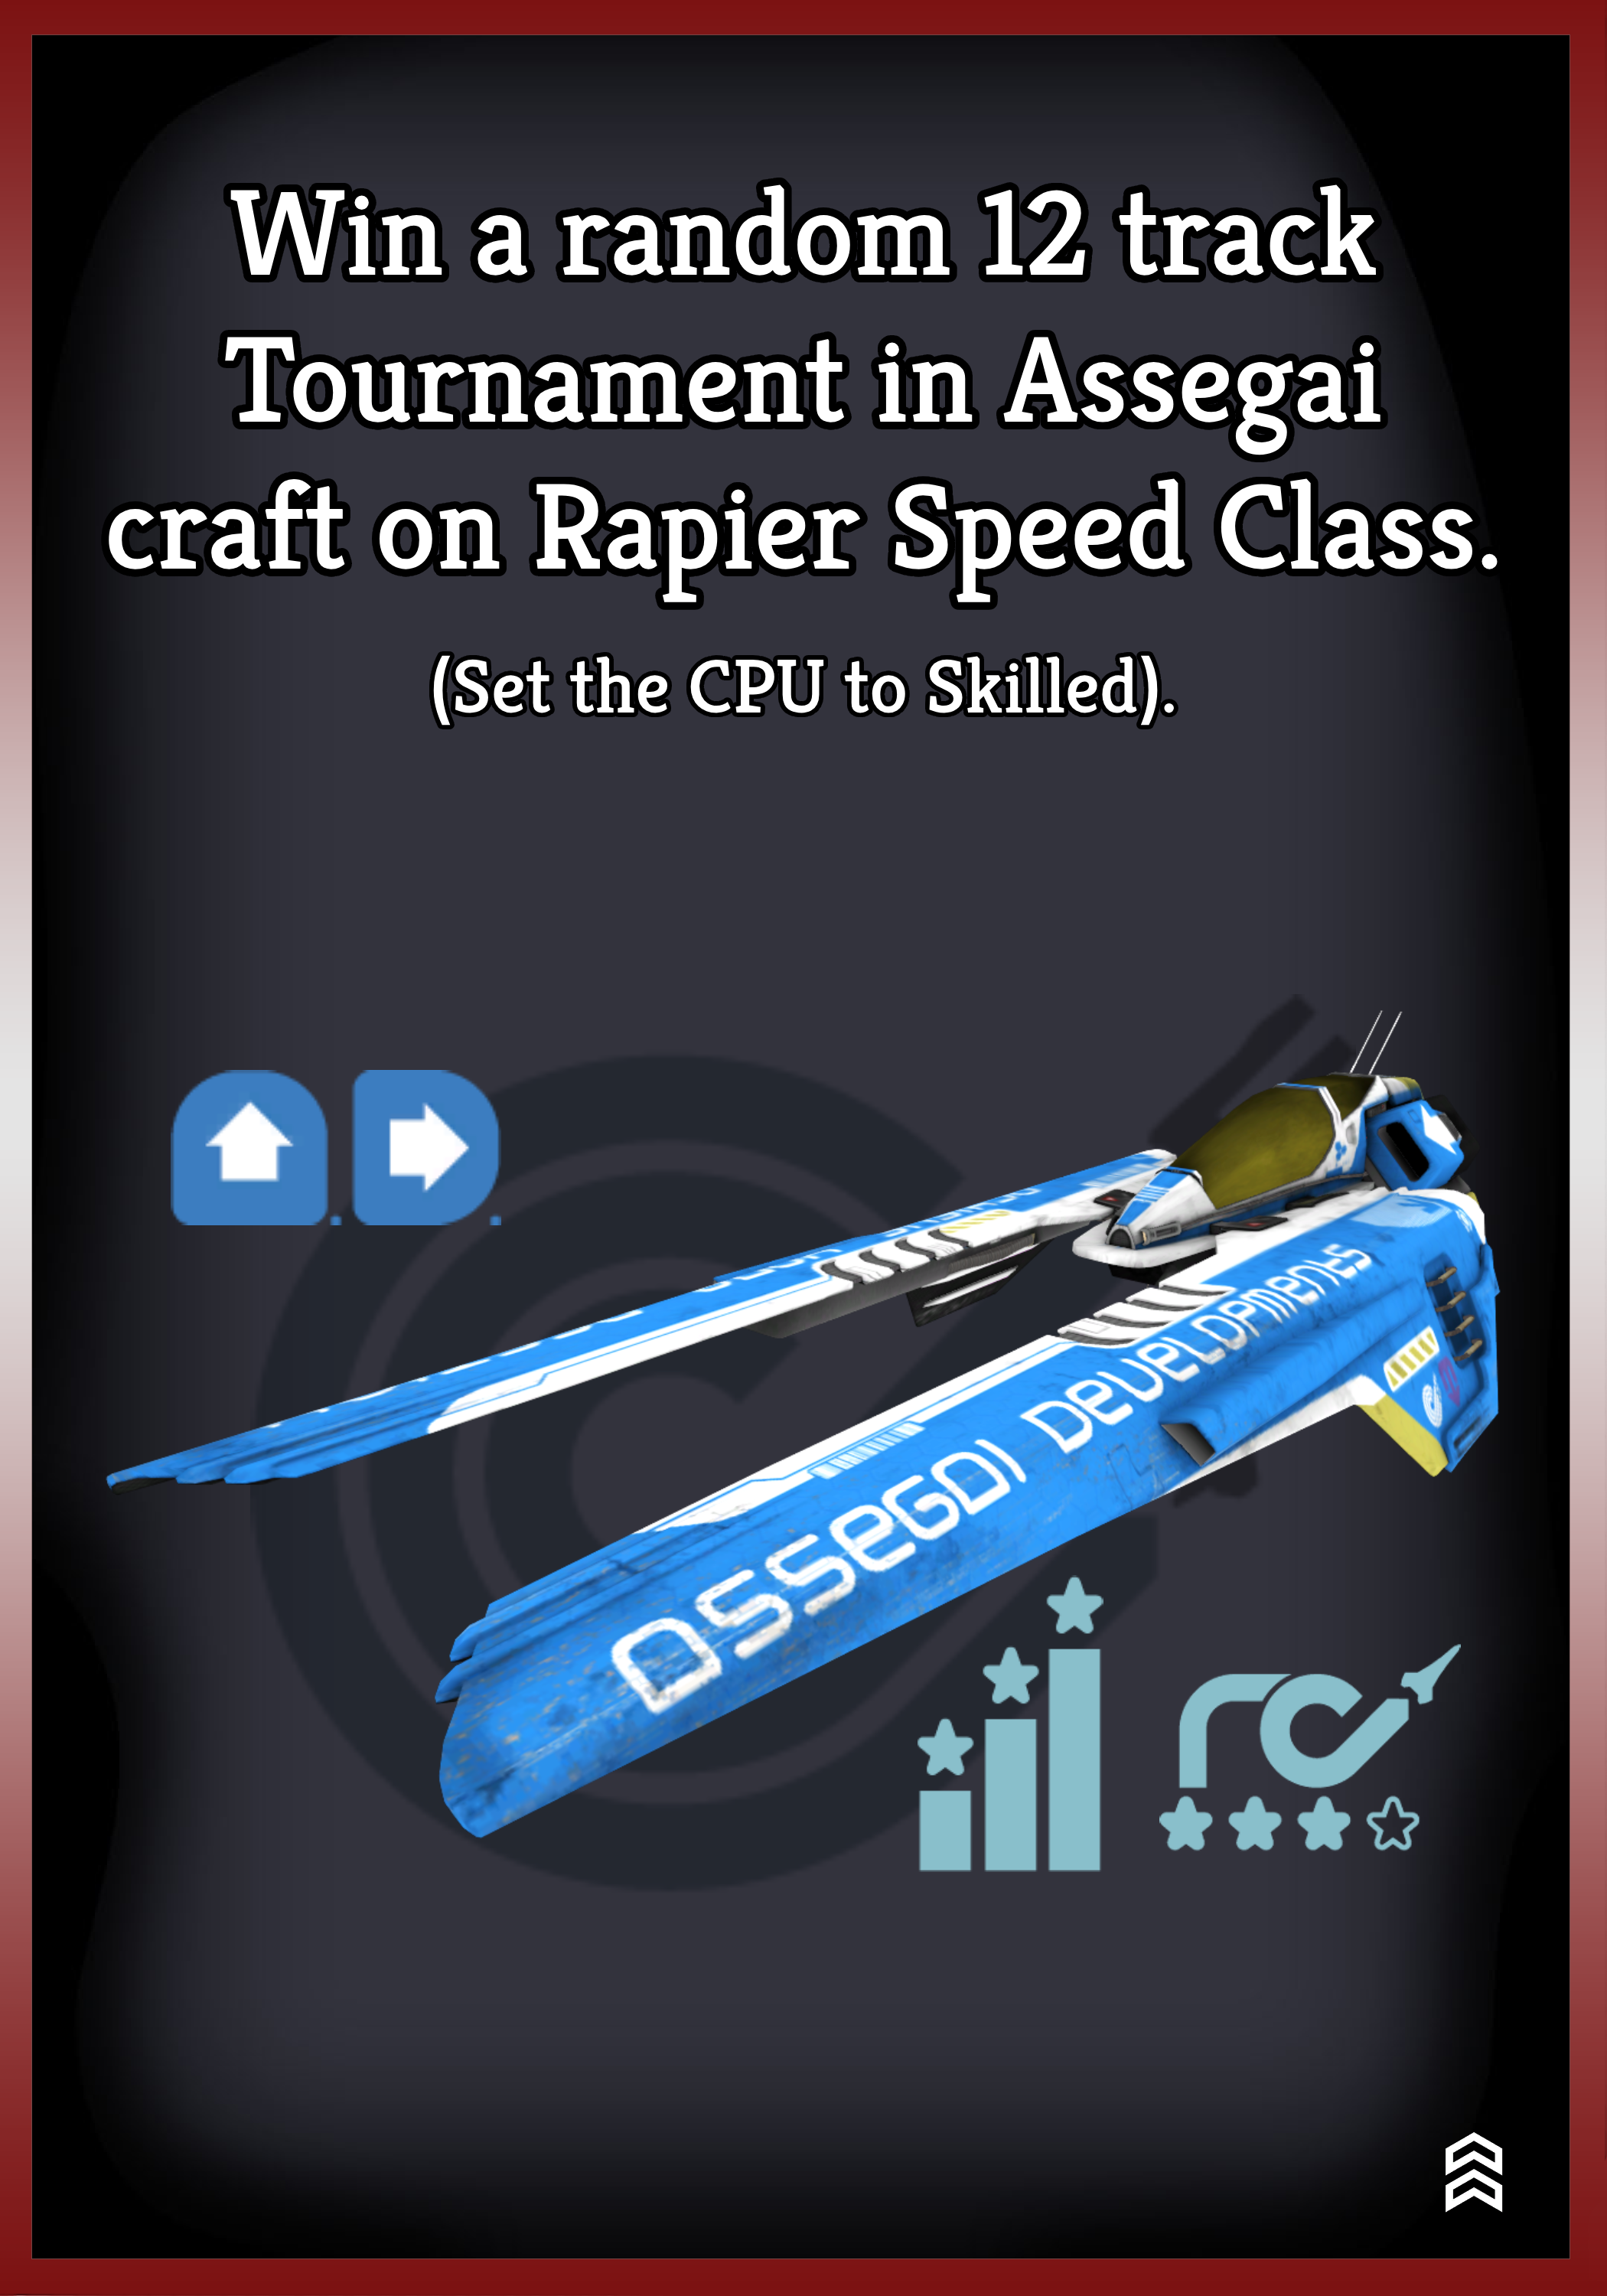 Win a random 12 track
Tournament in Assegai
craft on Rapier Speed Class.
(Set the CPU to Skilled).
assegai Developments
rc